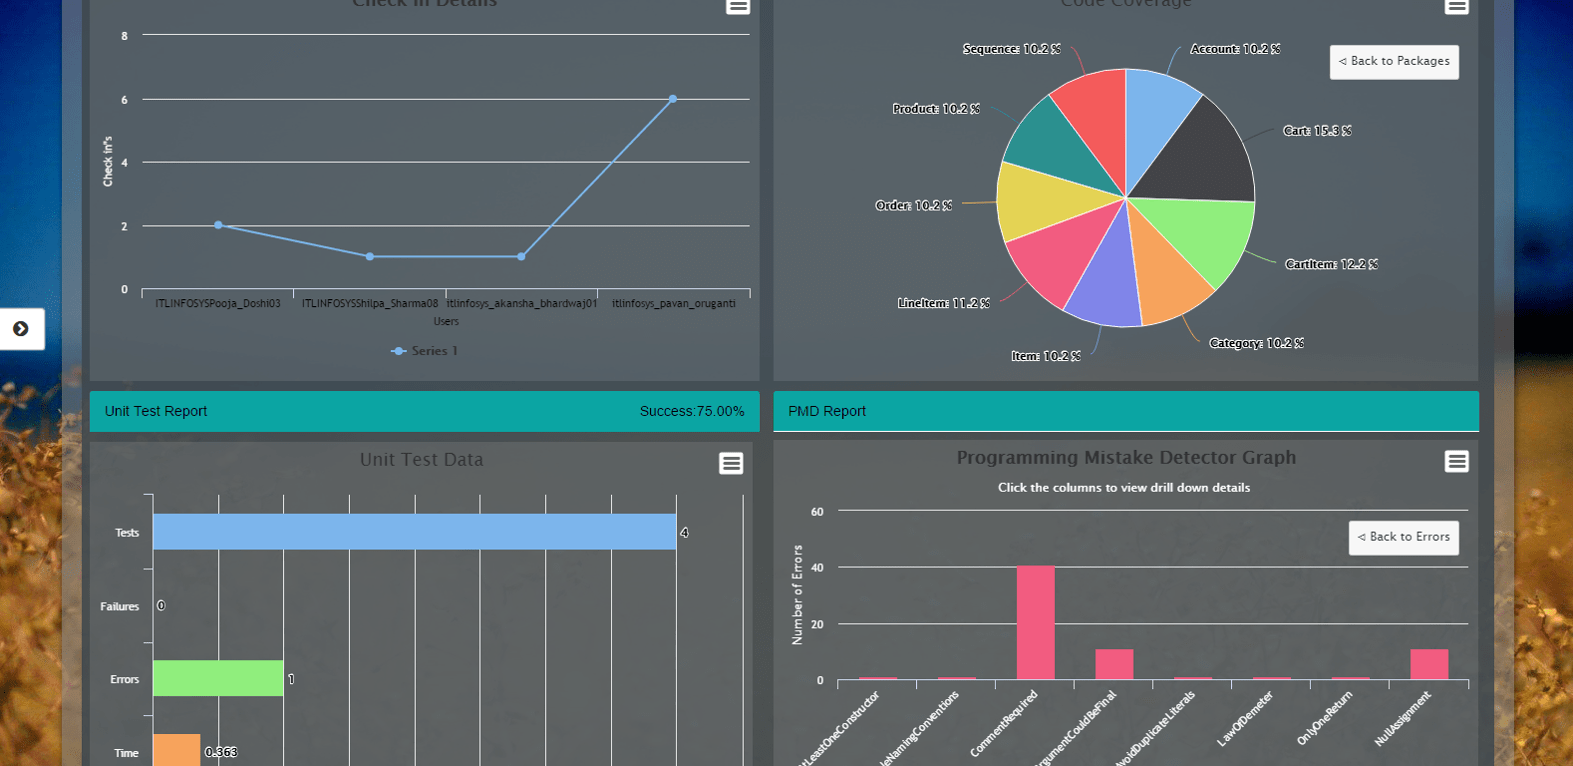 Check in Details
8
6
4
2
0
Check in"s
ITLINFOSYSPooja_Doshi03
ITLINFOSYSShilpa_Sharma08
itlinfosys_akansha_bhardwaj01
itlinfosys_pavan_oruganti
Users
Series 1
Code Coverage
◁ Back to Packages
Sequence: 10.2 %
Account: 10.2 %
Product: 10.2 %
Cart: 15.3 %
Order: 10.2 %
CartItem: 12.2 %
LineItem: 11.2 %
Category: 10.2 %
Item: 10.2 %
Unit Test Report
Success:75.00%
PMD Report
Unit Test Data
Tests
4
Failures
0
Errors
1
Time
0.363
Programming Mistake Detector Graph
Click the columns to view drill down details
◁ Back to Errors
60
40
20
0
Number of Errors
tLeastOneConstructor
leNamingConventions
CommentRequired
rgumentCouldBeFinal
voidDuplicateLiterals
LawOfDemeter
OnlyOneReturn
NullAssignment